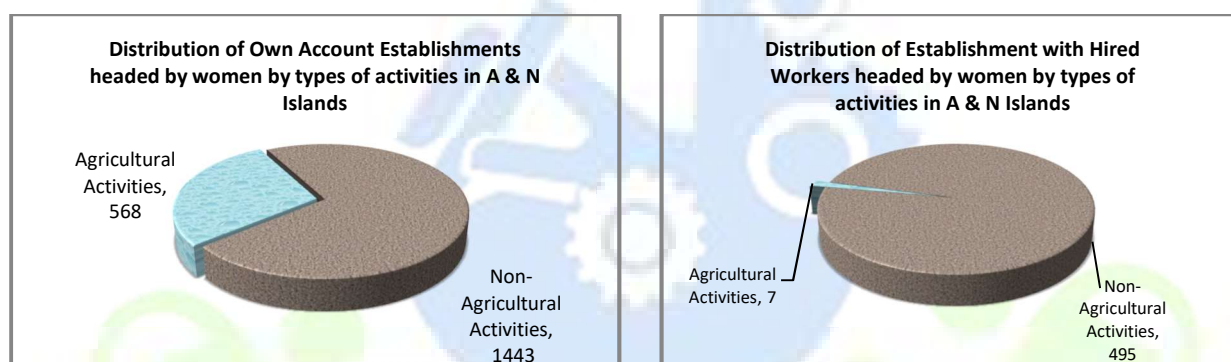 Distribution of Own Account Establishments
headed by women by types of activities in A & N
Islands
Agricultural
Activities,
568
Non-
Agricultural
Activities,
1443
Distribution of Establishment with Hired
Workers headed by women by types of
activities in A & N Islands
Agricultural
Activities, 7
Non-
Agricultural
Activities,
495